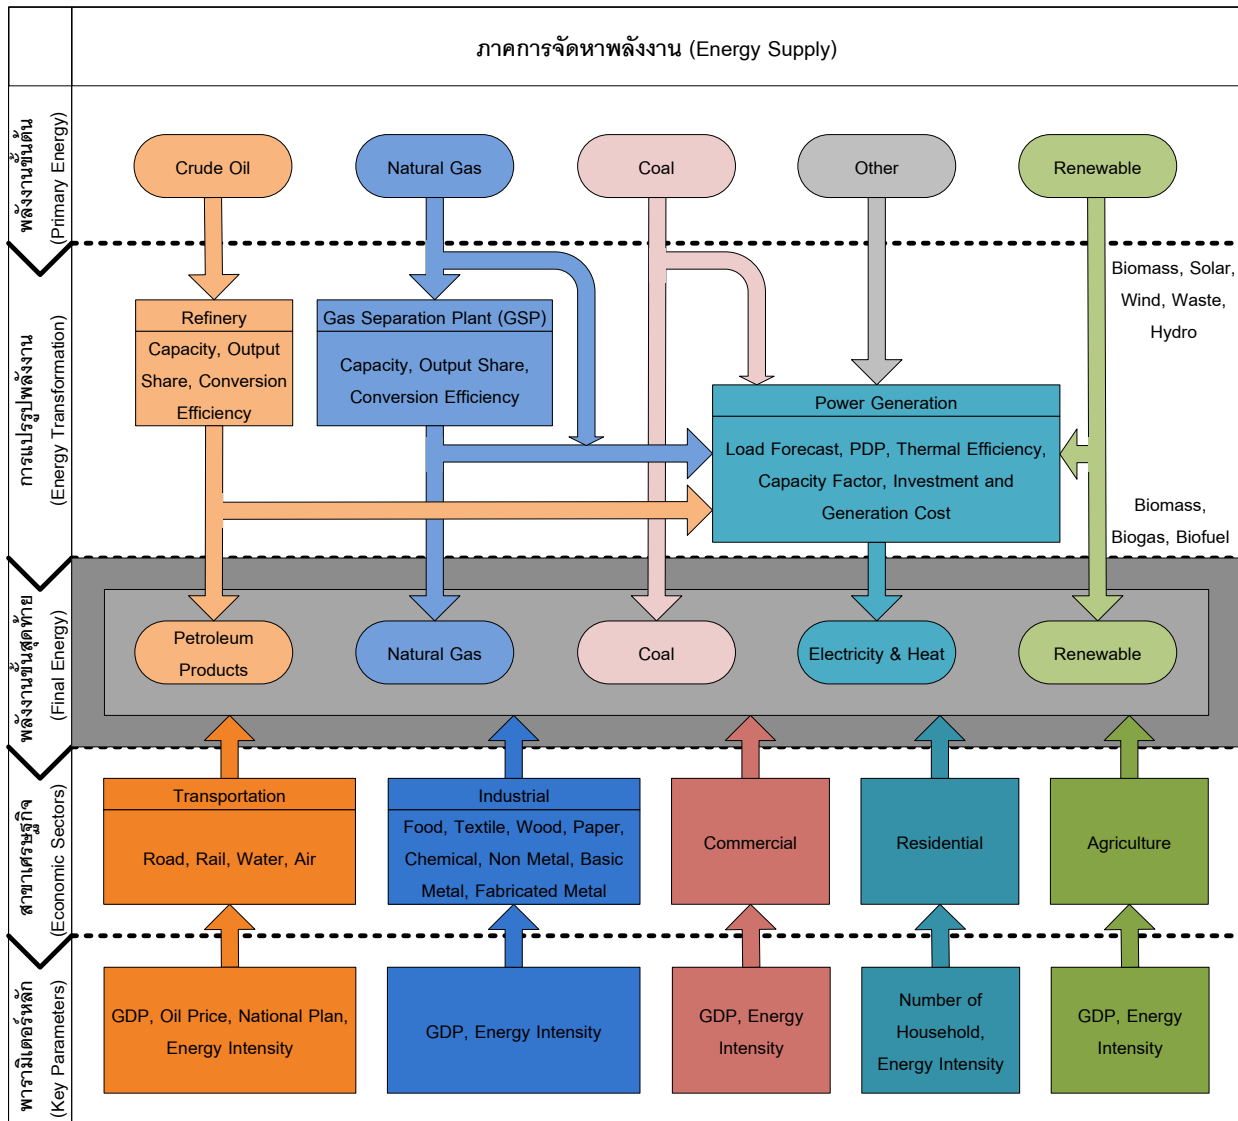 ภาคการจัดหาพลังงาน (Energy Supply)
พลังงานขั้นต้น
(Primary Energy)
Crude Oil
Natural Gas
Coal
Other
Renewable
การแปรรูปพลังงาน
(Energy Transformation)
Biomass, Solar,
Wind, Waste,
Hydro
Refinery
Capacity, Output
Share, Conversion
Efficiency
Gas Separation Plant (GSP)
Capacity, Output Share,
Conversion Efficiency
Power Generation
Load Forecast, PDP, Thermal Efficiency,
Capacity Factor, Investment and
Generation Cost
Biomass,
Biogas, Biofuel
พลังงานขั้นสุดท้าย
(Final Energy)
Petroleum
Products
Natural Gas
Coal
Electricity & Heat
Renewable
สาขาเศรษฐกิจ
(Economic Sectors)
Transportation
Road, Rail, Water, Air
Industrial
Food, Textile, Wood, Paper,
Chemical, Non Metal, Basic
Metal, Fabricated Metal
Commercial
Residential
Agriculture
พารามิเตอร์หลัก
(Key Parameters)
GDP, Oil Price, National Plan,
Energy Intensity
GDP, Energy Intensity
GDP, Energy
Intensity
Number of
Household,
Energy Intensity
GDP, Energy
Intensity